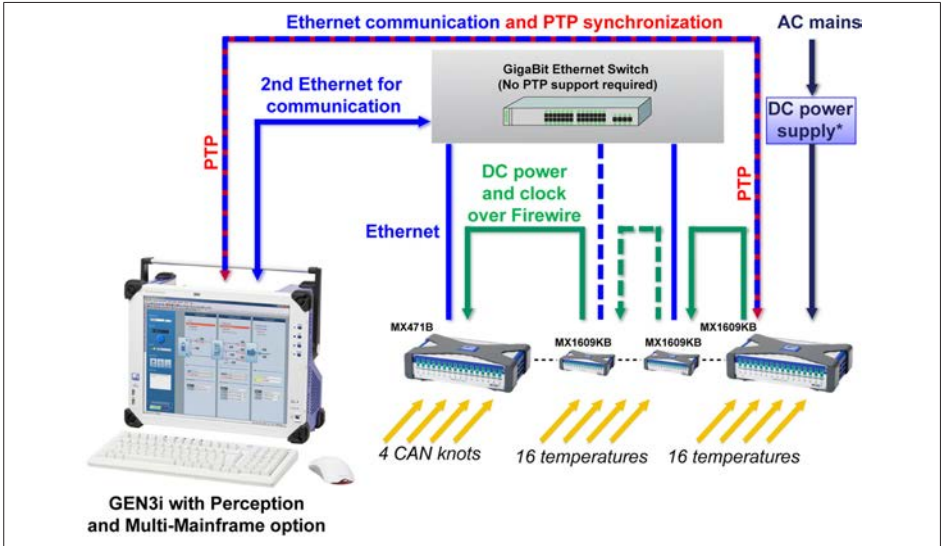 Ethernet communication and PTP synchronization
AC mains
GigaBit Ethernet Switch
(No PTP support required)
2nd Ethernet for
communication
DC power
supply*
PTP
PTP
DC power
and clock
over Firewire
Ethernet
MX471B
MX1609KB
MX1609KB
MX1609KB
4 CAN knots
16 temperatures
16 temperatures
GEN3i with Perception
and Multi-Mainframe option